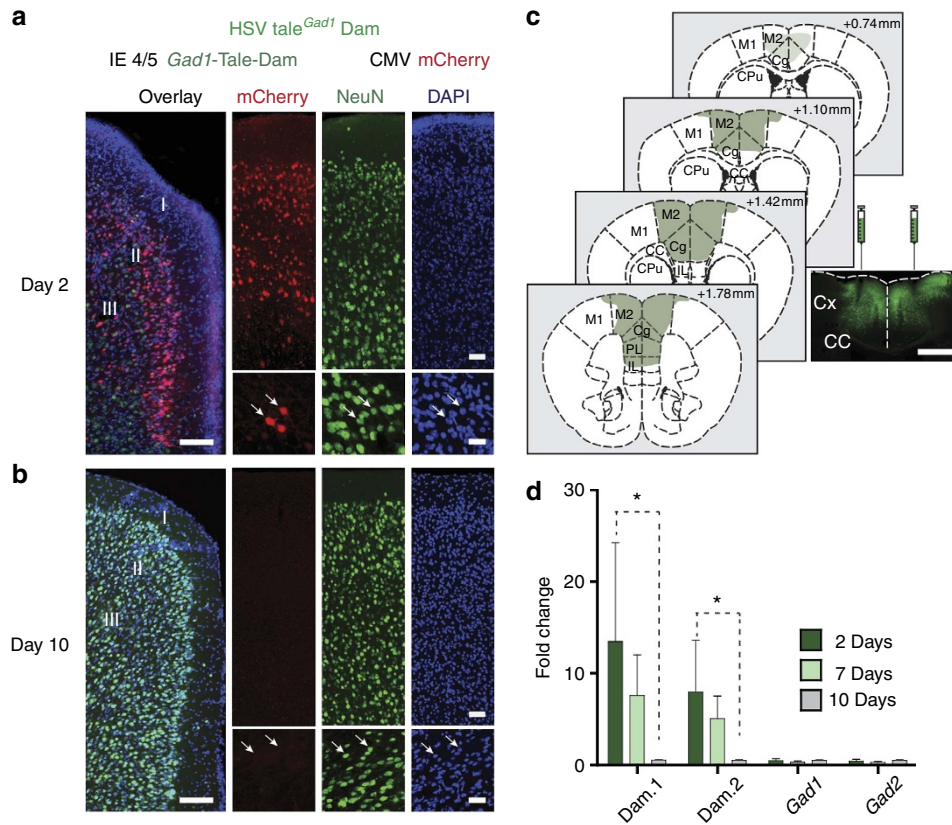 a
HSV tale^Gad1 Dam
IE 4/5 Gad1-Tale-Dam
CMV mCherry
Overlay mCherry NeuN DAPI
Day 2
I
II
III
b
Day 10
I
II
III
c
+0.74mm
M1 M2
Cg
CPu
+1.10mm
M1 M2
Cg
CPu CC
+1.42mm
M2
M1
CC Cg
CPu IL
+1.78mm
M1 M2
Cg
PL
IL
Cx
CC
d
Fold change
30
20
10
0
*
*
2 Days
7 Days
10 Days
Dam.1 Dam.2 Gad1 Gad2